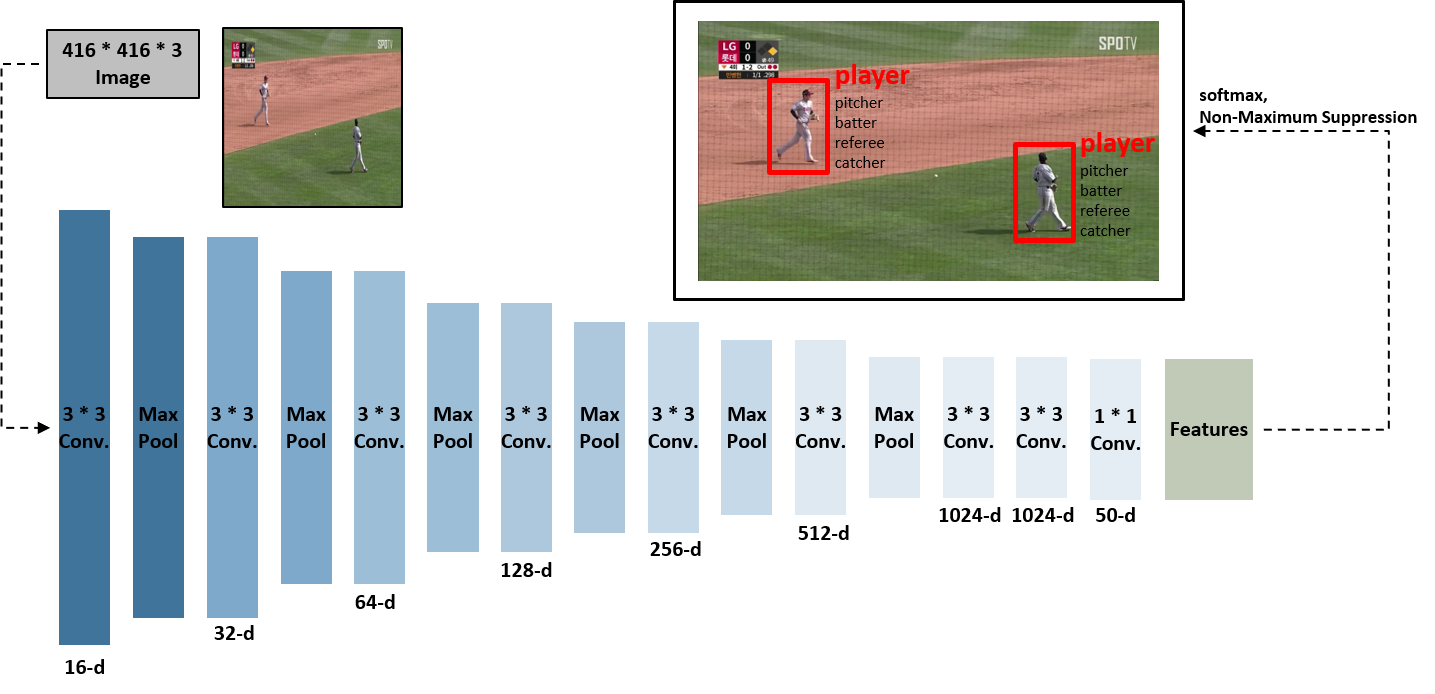 416 * 416 * 3
Image
SPOTV
LG 0
롯데 0
4회 1-2 Out
1/1 .298
player
pitcher
batter
referee
catcher
player
pitcher
batter
referee
catcher
softmax,
Non-Maximum Suppression
3 * 3
Conv.
16-d
Max
Pool
3 * 3
Conv.
32-d
Max
Pool
3 * 3
Conv.
64-d
Max
Pool
3 * 3
Conv.
128-d
Max
Pool
3 * 3
Conv.
256-d
Max
Pool
3 * 3
Conv.
512-d
Max
Pool
3 * 3
Conv.
1024-d
3 * 3
Conv.
1024-d
1 * 1
Conv.
50-d
Features